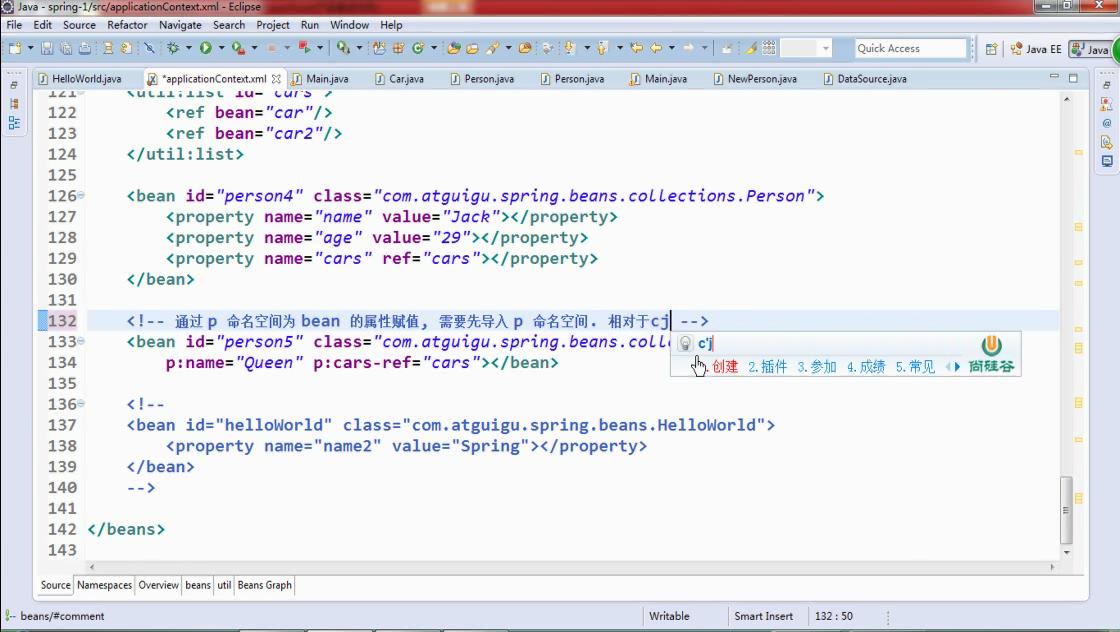 Java - spring-1/src/applicationContext.xml - Eclipse
File Edit Source Refactor Navigate Search Project Run Window Help
Quick Access Java EE Java
HelloWorld.java *applicationContext.xml Main.java Car.java Person.java Person.java Main.java NewPerson.java DataSource.java
121 <util:list id="cars">
122 <ref bean="car"/>
123 <ref bean="car2"/>
124 </util:list>
125
126 <bean id="person4" class="com.atguigu.spring.beans.collections.Person">
127 <property name="name" value="Jack"></property>
128 <property name="age" value="29"></property>
129 <property name="cars" ref="cars"></property>
130 </bean>
131
132 <!-- 通过 p 命名空间为 bean 的属性赋值, 需要先导入 p 命名空间. 相对于cj -->
133 <bean id="person5" class="com.atguigu.spring.beans.coll
c'j
134 p:name="Queen" p:cars-ref="cars"></bean>
创建 2.插件 3.参加 4.成绩 5.常见
尚硅谷
135
136 <!--
137 <bean id="helloWorld" class="com.atguigu.spring.beans.HelloWorld">
138 <property name="name2" value="Spring"></property>
139 </bean>
140 -->
141
142 </beans>
143
Source Namespaces Overview beans util Beans Graph
beans/#comment Writable Smart Insert 132 : 50